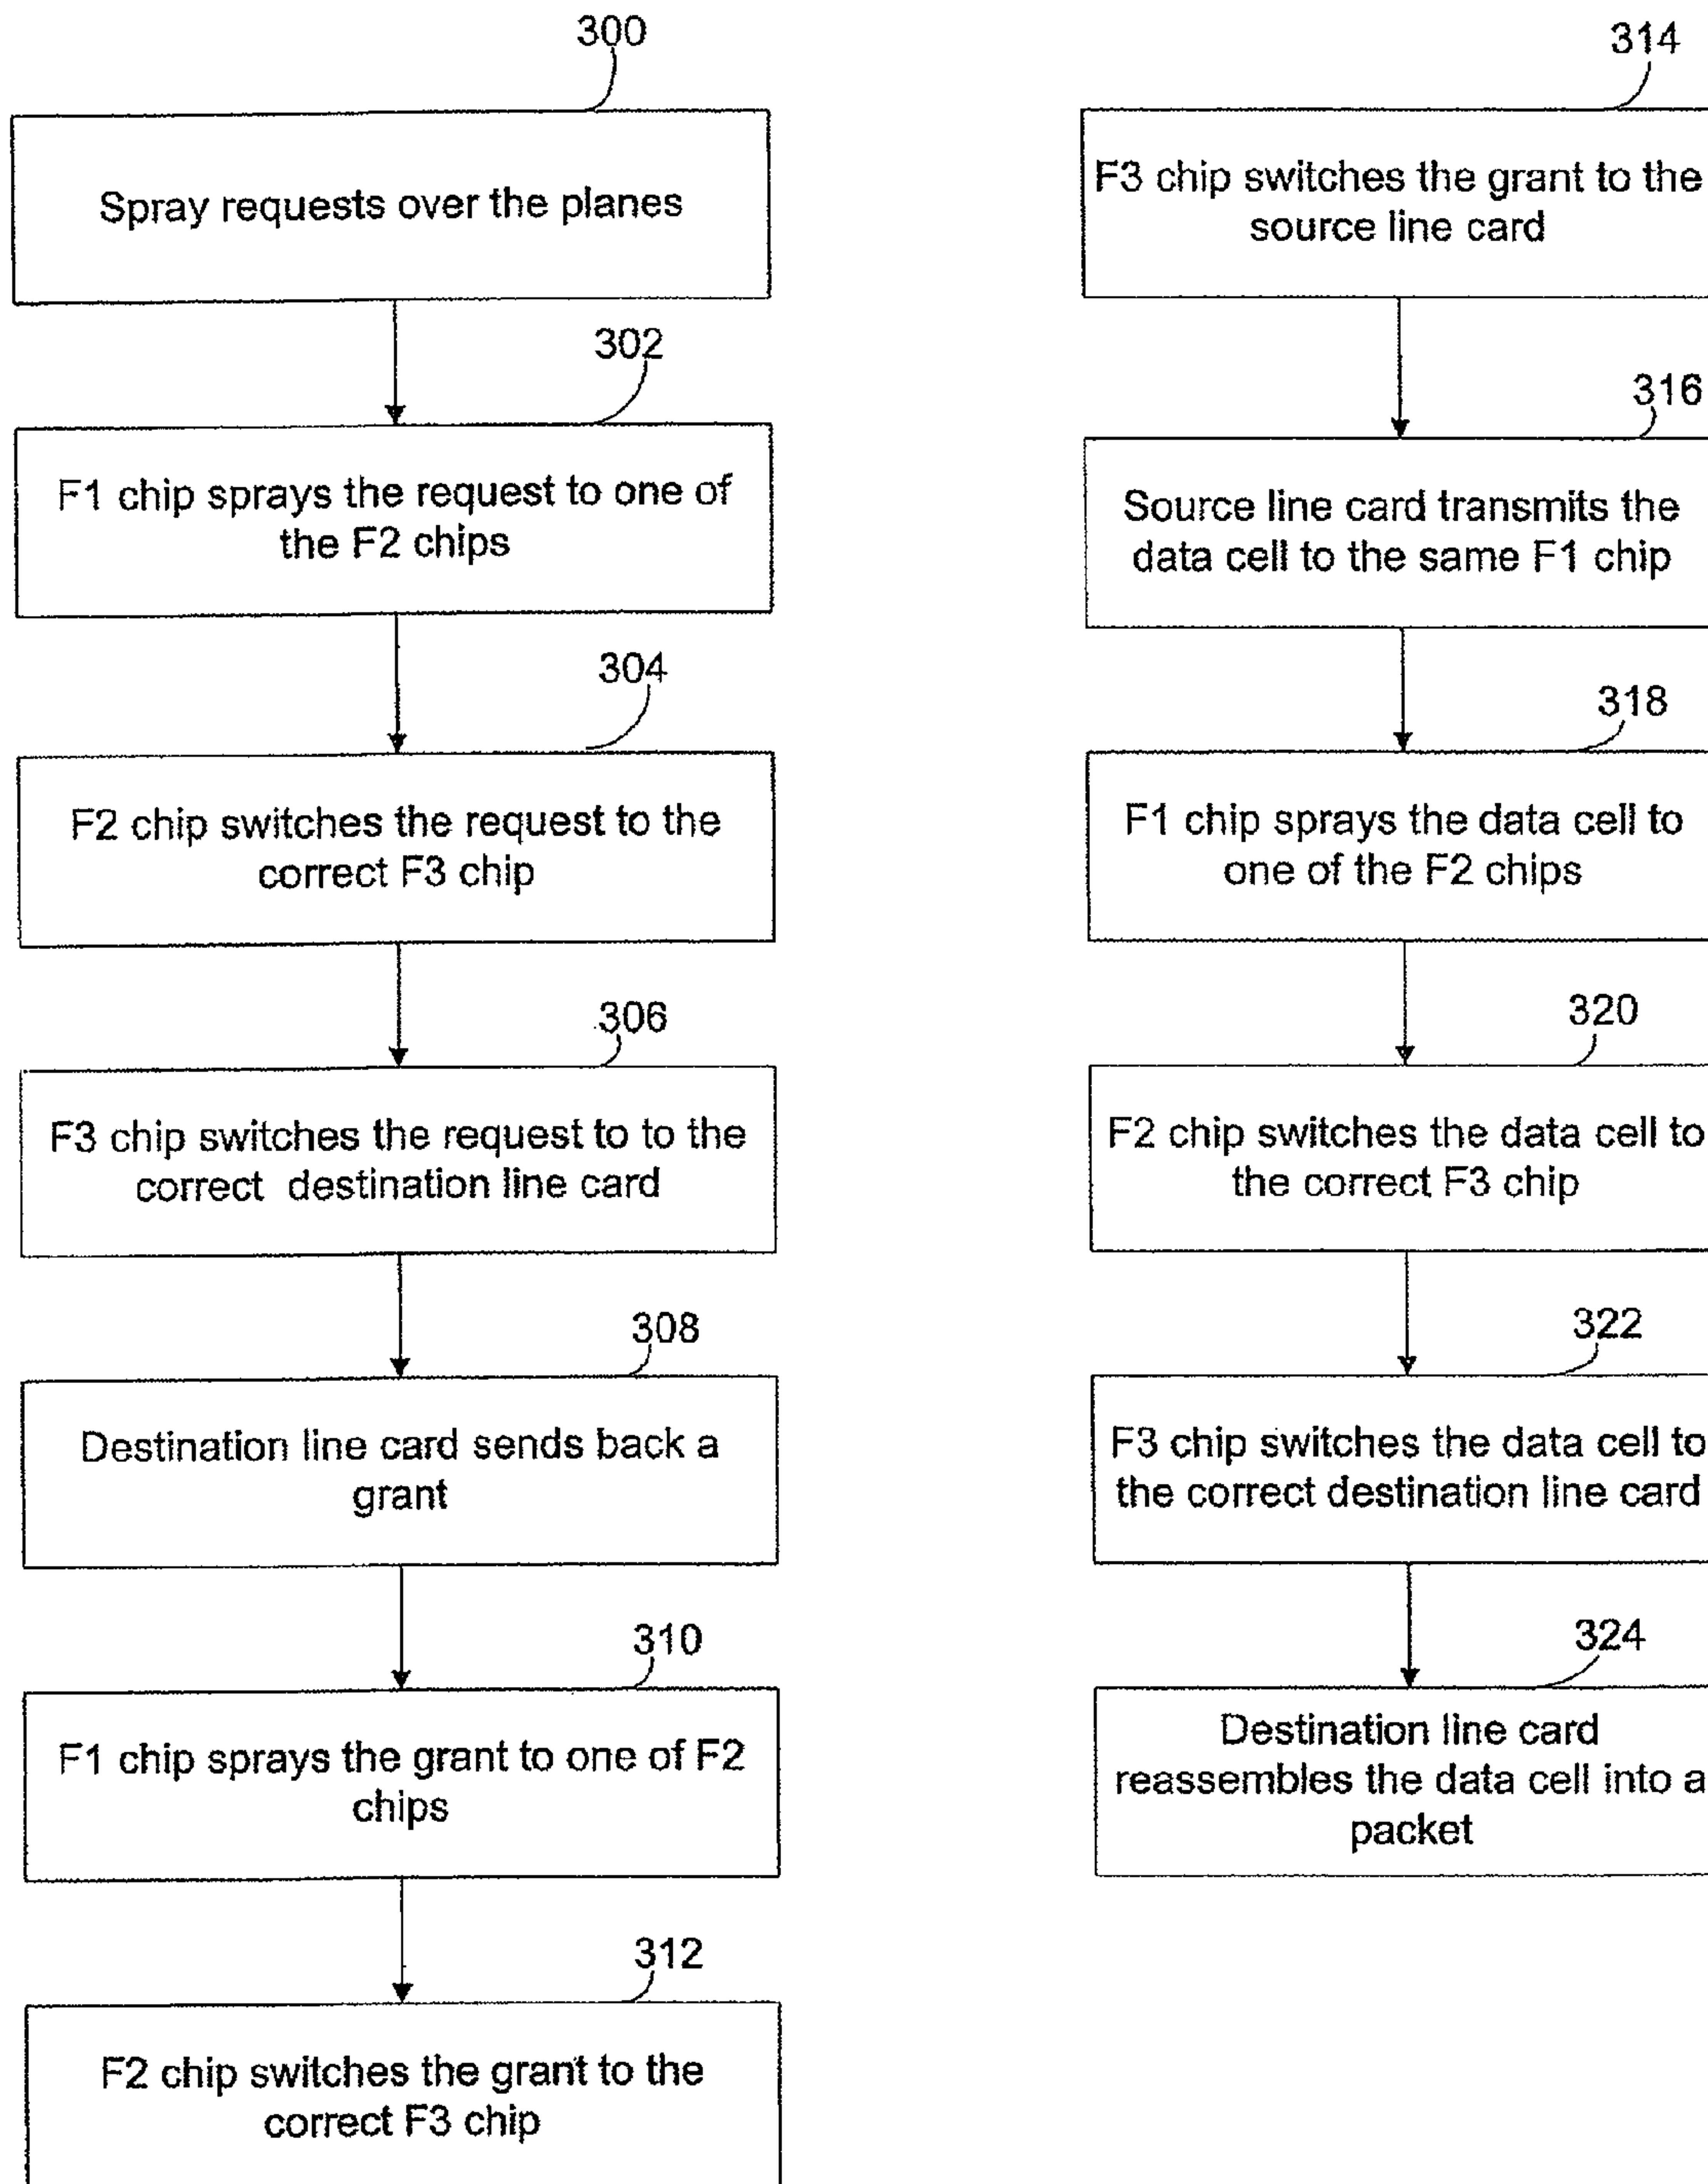 300
Spray requests over the planes
302
F1 chip sprays the request to one of
the F2 chips
304
F2 chip switches the request to the
correct F3 chip
306
F3 chip switches the request to to the
correct destination line card
308
Destination line card sends back a
grant
310
F1 chip sprays the grant to one of F2
chips
312
F2 chip switches the grant to the
correct F3 chip
314
F3 chip switches the grant to the
source line card
316
Source line card transmits the
data cell to the same F1 chip
318
F1 chip sprays the data cell to
one of the F2 chips
320
F2 chip switches the data cell to
the correct F3 chip
322
F3 chip switches the data cell to
the correct destination line card
324
Destination line card
reassembles the data cell into a
packet